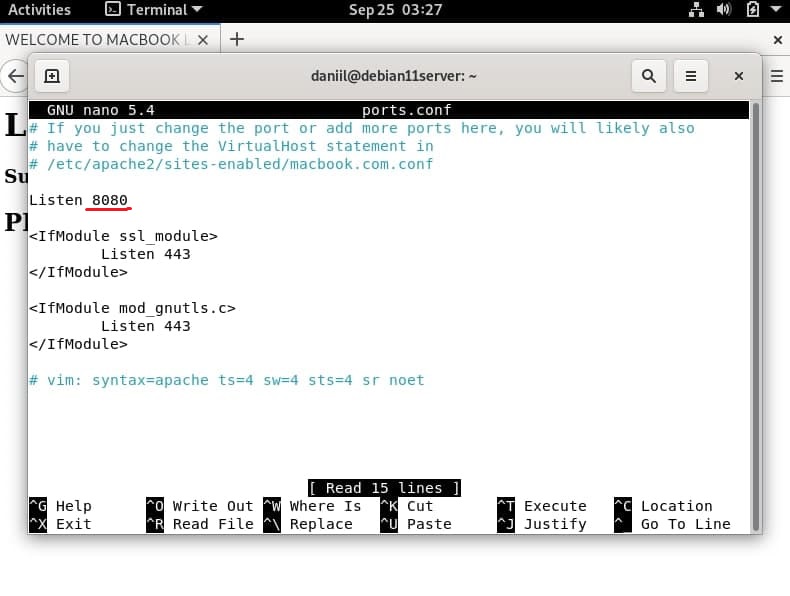 Activities Terminal Sep 25 03:27
WELCOME TO MACBOOK
daniil@debian11server: ~
L
Su
GNU nano 5.4 ports.conf
# If you just change the port or add more ports here, you will likely also
# have to change the VirtualHost statement in
# /etc/apache2/sites-enabled/macbook.com.conf
Listen 8080
<IfModule ssl_module>
Listen 443
</IfModule>
<IfModule mod_gnutls.c>
Listen 443
</IfModule>
# vim: syntax=apache ts=4 sw=4 sts=4 sr noet
[ Read 15 lines ]
^G Help ^O Write Out ^W Where Is ^K Cut ^T Execute ^C Location
^X Exit ^R Read File ^\ Replace ^U Paste ^J Justify ^_ Go To Line